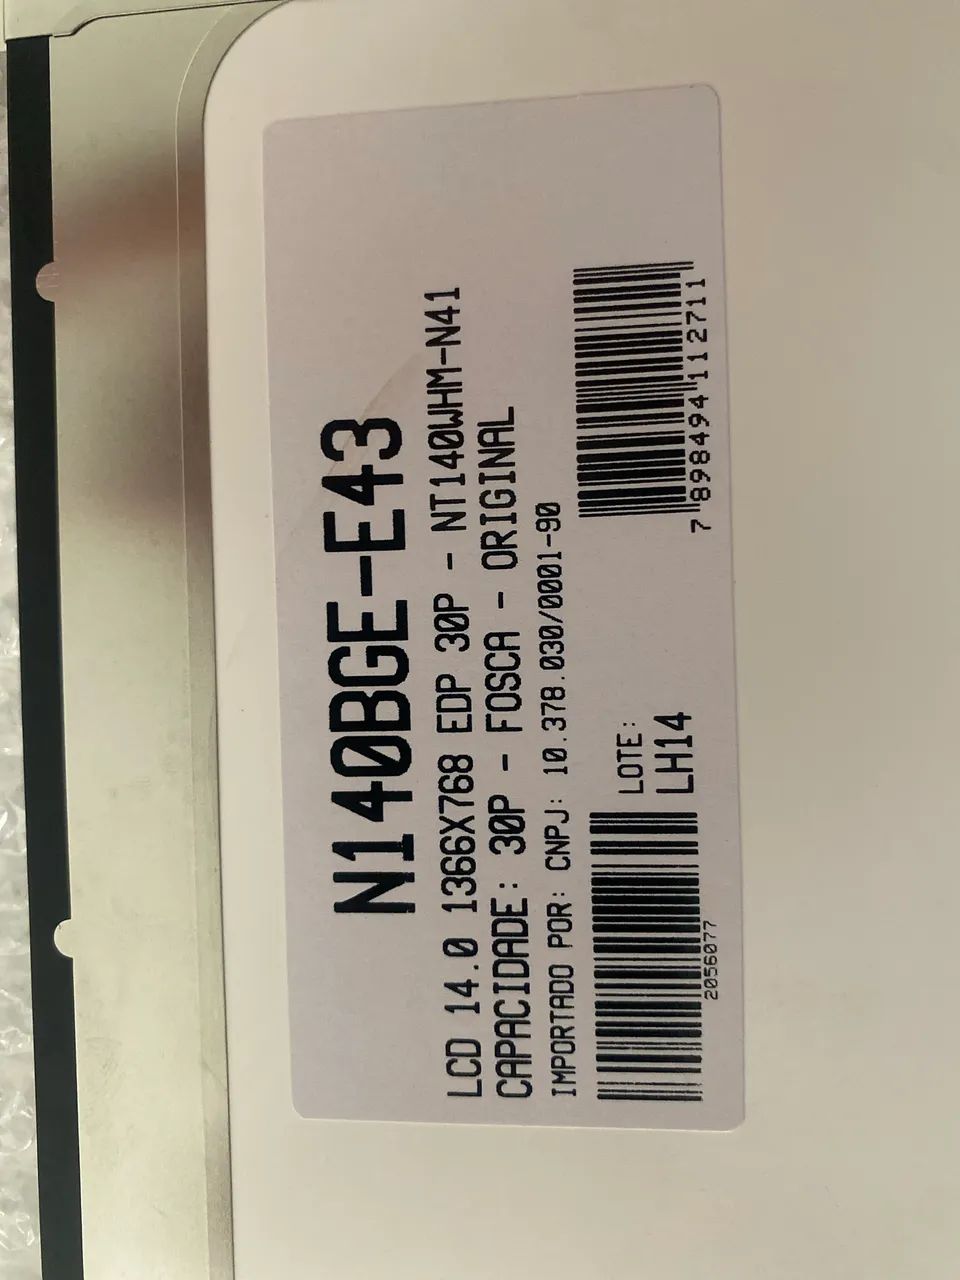 N140BGE-E43
LCD 14.0 1366X768 EDP 30P - NT140WHM-N41
CAPACIDADE: 30P - FOSCA - ORIGINAL
IMPORTADO POR: CNPJ: 10.378.030/0001-90
LOTE:
LH14
2056077
7 898494 112711